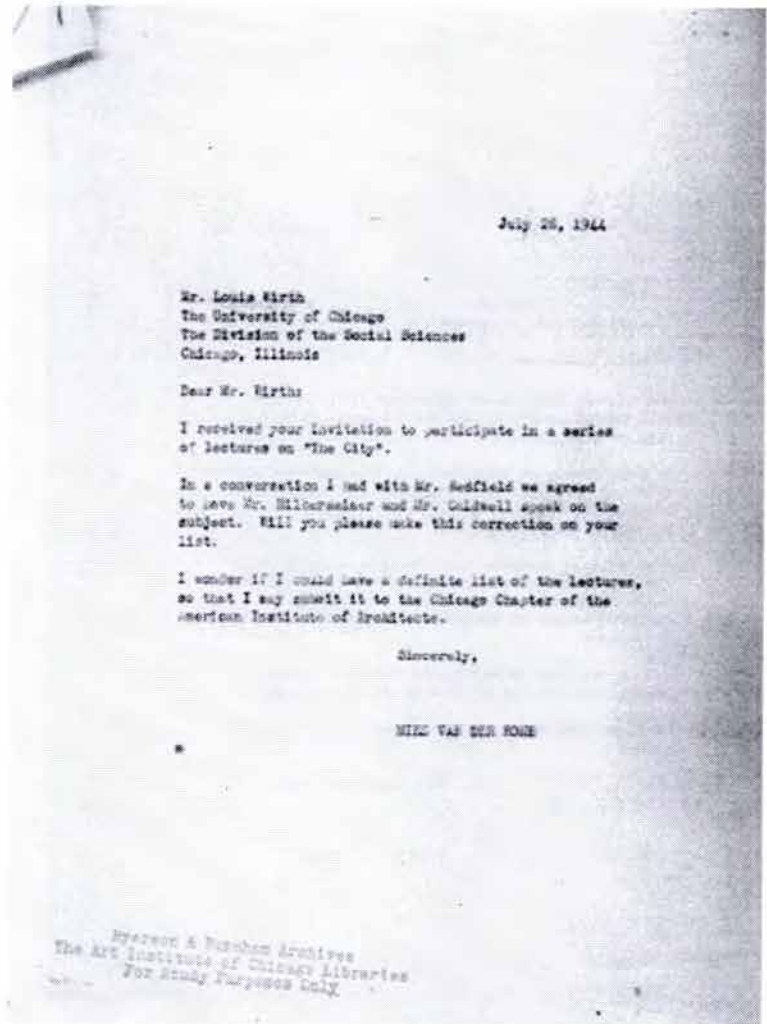 July 26, 1944
Mr. Louis Wirth
The University of Chicago
The Division of the Social Sciences
Chicago, Illinois
Dear Mr. Wirth:
I received your invitation to participate in a series
of lectures on "The City".
In a conversation I had with Mr. Redfield we agreed
to have Mr. Hilberseimer and Mr. Caldwell speak on the
subject. Will you please make this correction on your
list.
I wonder if I could have a definite list of the lectures,
so that I may submit it to the Chicago Chapter of the
American Institute of Architects.
Sincerely,
MIES VAN DER ROHE
Ryerson & Burnham Archives
The Art Institute of Chicago Libraries
For Study Purposes Only